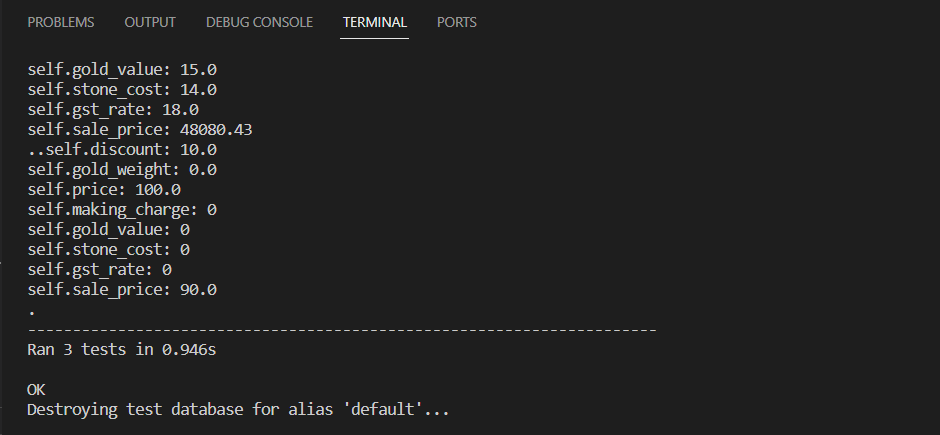 PROBLEMS OUTPUT DEBUG CONSOLE TERMINAL PORTS
self.gold_value: 15.0
self.stone_cost: 14.0
self.gst_rate: 18.0
self.sale_price: 48080.43
..self.discount: 10.0
self.gold_weight: 0.0
self.price: 100.0
self.making_charge: 0
self.gold_value: 0
self.stone_cost: 0
self.gst_rate: 0
self.sale_price: 90.0
.
----------------------------------------------------------------------
Ran 3 tests in 0.946s
OK
Destroying test database for alias 'default'...